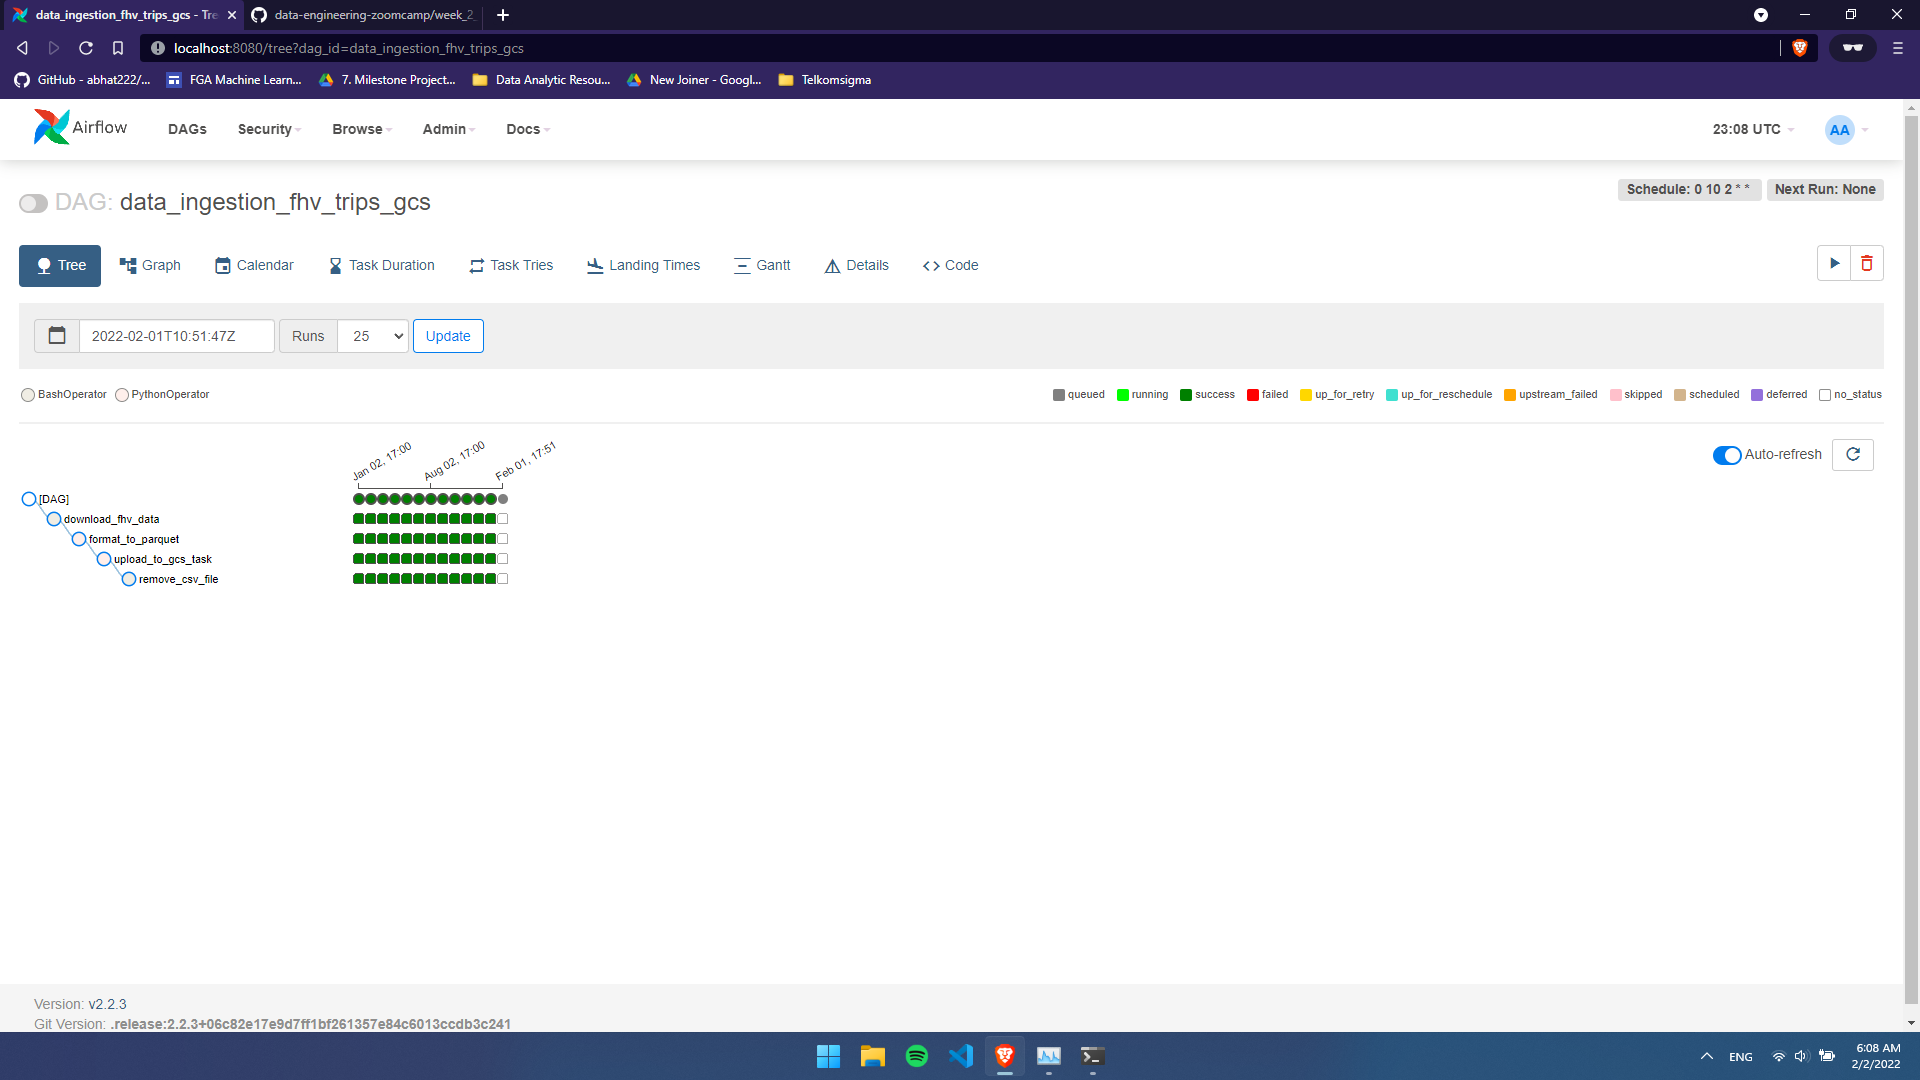 data_ingestion_fhv_trips_gcs - Tre
data-engineering-zoomcamp/week_2
localhost:8080/tree?dag_id=data_ingestion_fhv_trips_gcs
GitHub - abhat222/... FGA Machine Learn... 7. Milestone Project... Data Analytic Resou... New Joiner - Googl... Telkomsigma
Airflow DAGs Security Browse Admin Docs 23:08 UTC AA
DAG: data_ingestion_fhv_trips_gcs
Schedule: 0 10 2 * * Next Run: None
Tree Graph Calendar Task Duration Task Tries Landing Times Gantt Details <> Code
2022-02-01T10:51:47Z Runs 25 Update
BashOperator PythonOperator queued running success failed up_for_retry up_for_reschedule upstream_failed skipped scheduled deferred no_status
Jan 02, 17:00 Aug 02, 17:00 Feb 01, 17:51
Auto-refresh
[DAG]
download_fhv_data
format_to_parquet
upload_to_gcs_task
remove_csv_file
Version: v2.2.3
Git Version: .release:2.2.3+06c82e17e9d7ff1bf261357e84c6013ccdb3c241
ENG
6:08 AM
2/2/2022